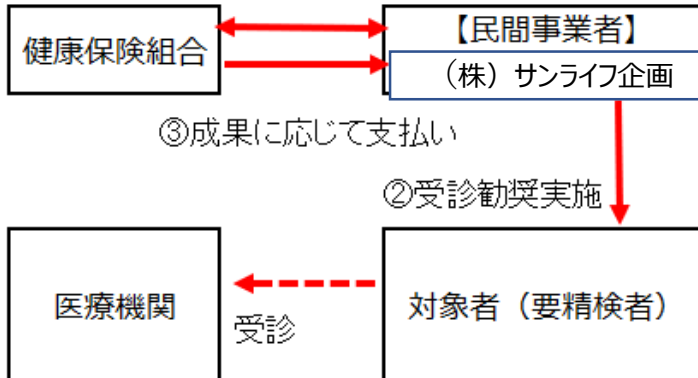 健康保険組合
【民間事業者】
（株）サンライフ企画
③成果に応じて支払い
②受診勧奨実施
医療機関
受診
対象者（要精検者）